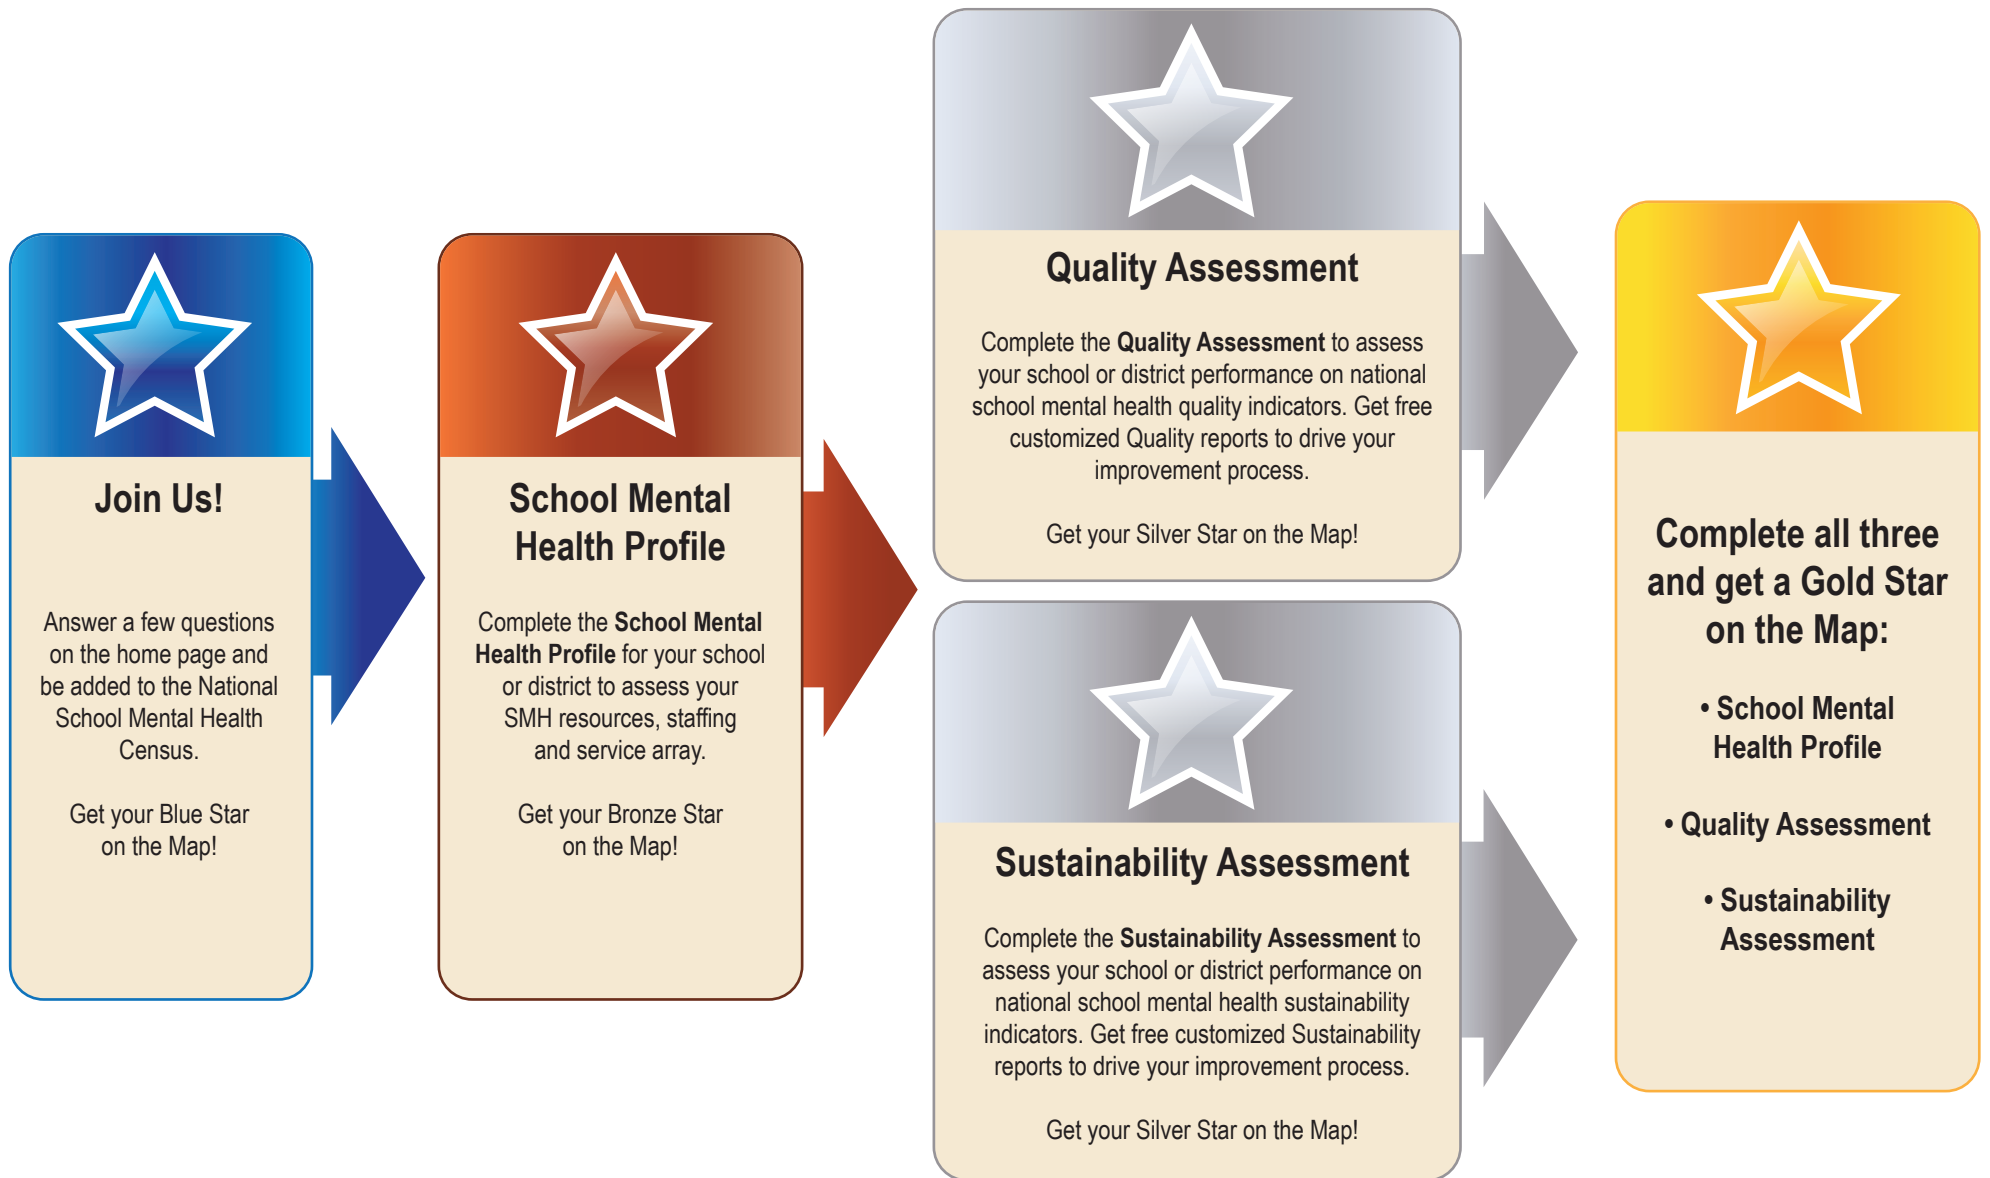 Join Us!
Answer a few questions
on the home page and
be added to the National
School Mental Health
Census.
Get your Blue Star
on the Map!
School Mental
Health Profile
Complete the School Mental
Health Profile for your school
or district to assess your
SMH resources, staffing
and service array.
Get your Bronze Star
on the Map!
Quality Assessment
Complete the Quality Assessment to assess
your school or district performance on national
school mental health quality indicators. Get free
customized Quality reports to drive your
improvement process.
Get your Silver Star on the Map!
Sustainability Assessment
Complete the Sustainability Assessment to
assess your school or district performance on
national school mental health sustainability
indicators. Get free customized Sustainability
reports to drive your improvement process.
Get your Silver Star on the Map!
Complete all three
and get a Gold Star
on the Map:
• School Mental
Health Profile
• Quality Assessment
• Sustainability
Assessment